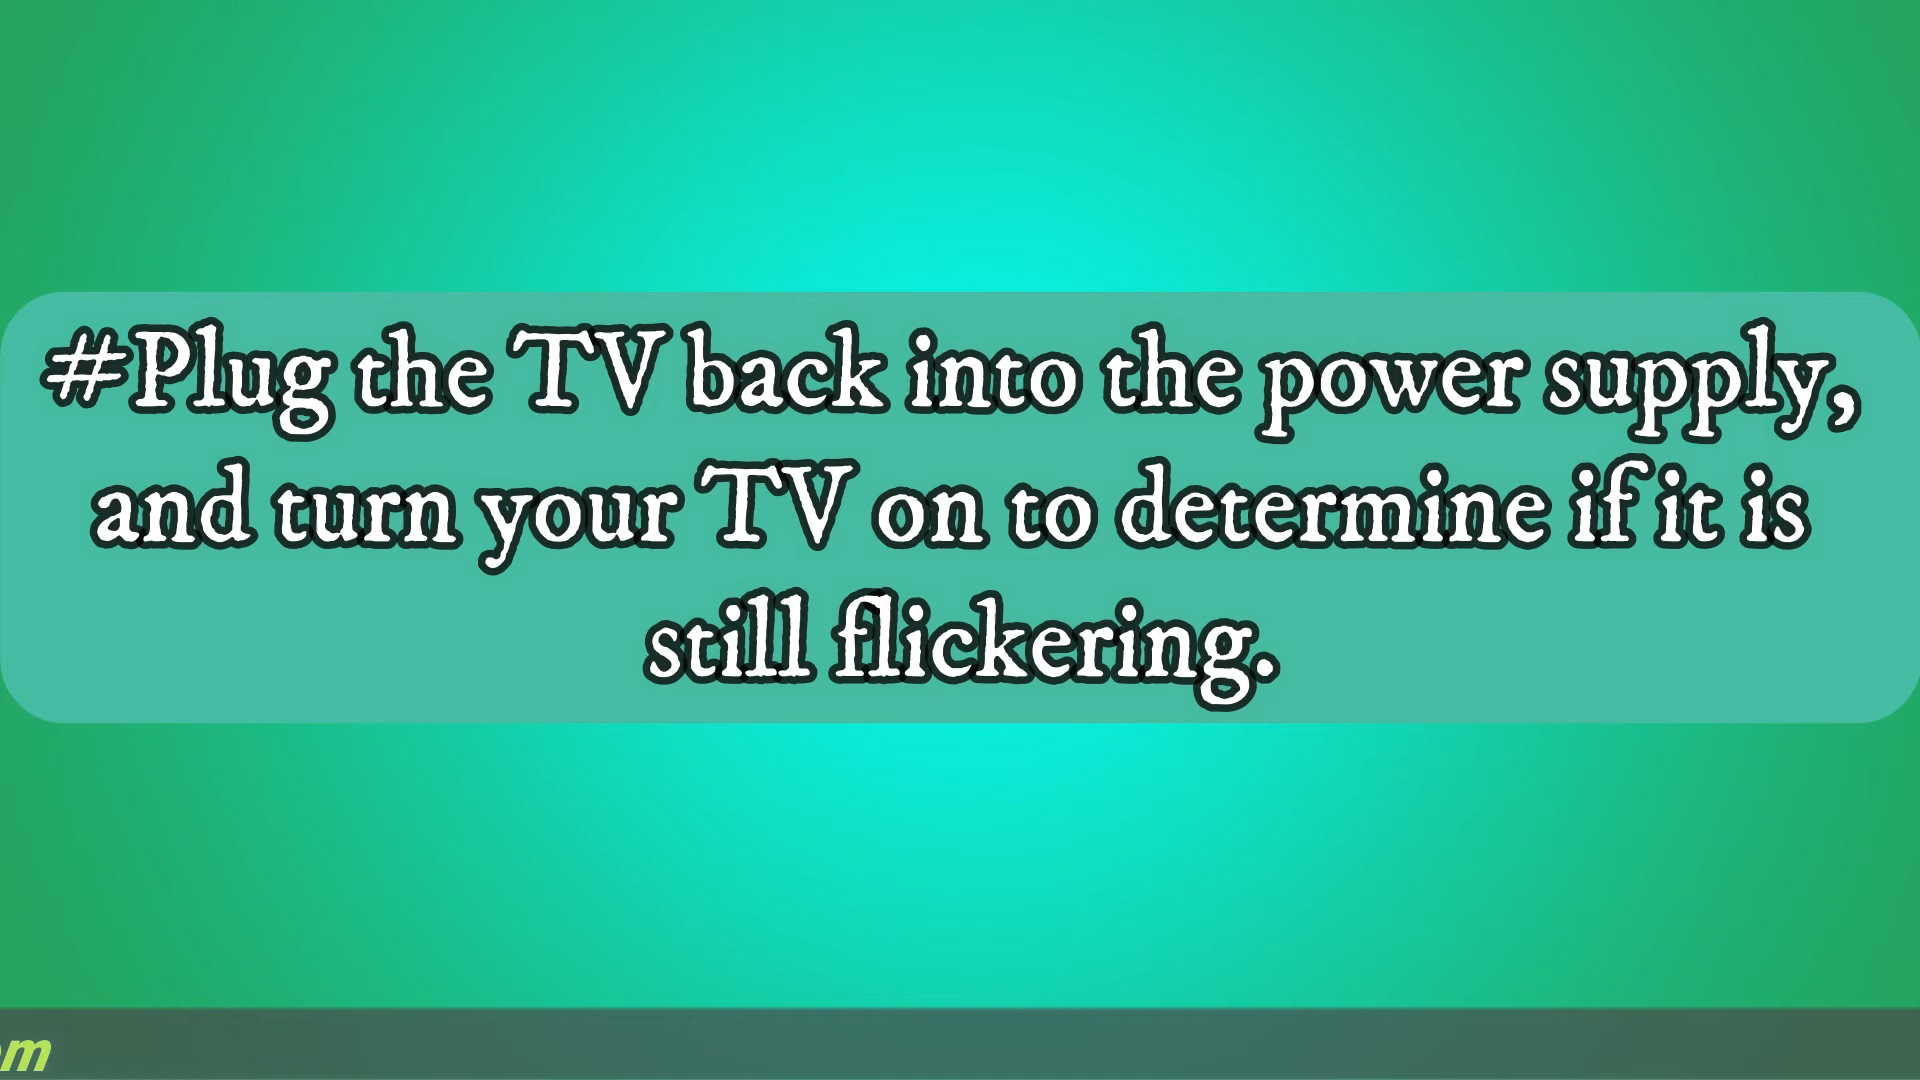 #Plug the TV back into the power supply,
and turn your TV on to determine if it is
still flickering.
om